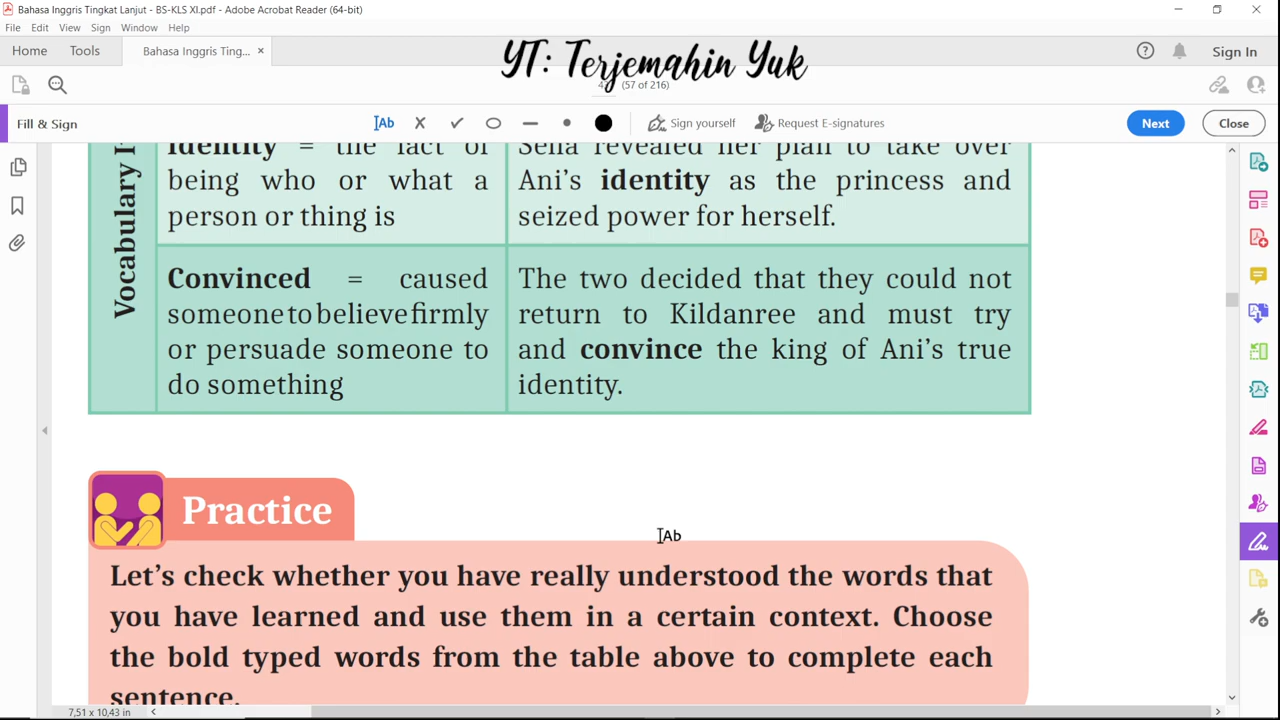 Bahasa Inggris Tingkat Lanjut - BS-KLS XI.pdf - Adobe Acrobat Reader (64-bit)
File Edit View Sign Window Help
Home Tools Bahasa Inggris Ting... × Sign In
YT: Terjemahin Yuk
(57 of 216)
Fill & Sign Ab Sign yourself Request E-signatures Next Close
Identity = the fact of
being who or what a
person or thing is
Selia revealed her plan to take over
Ani's identity as the princess and
seized power for herself.
Vocabulary
Convinced = caused
someone to believe firmly
or persuade someone to
do something
The two decided that they could not
return to Kildanree and must try
and convince the king of Ani's true
identity.
Practice
Ab
Let's check whether you have really understood the words that
you have learned and use them in a certain context. Choose
the bold typed words from the table above to complete each
sentence.
7,51 x 10,43 in